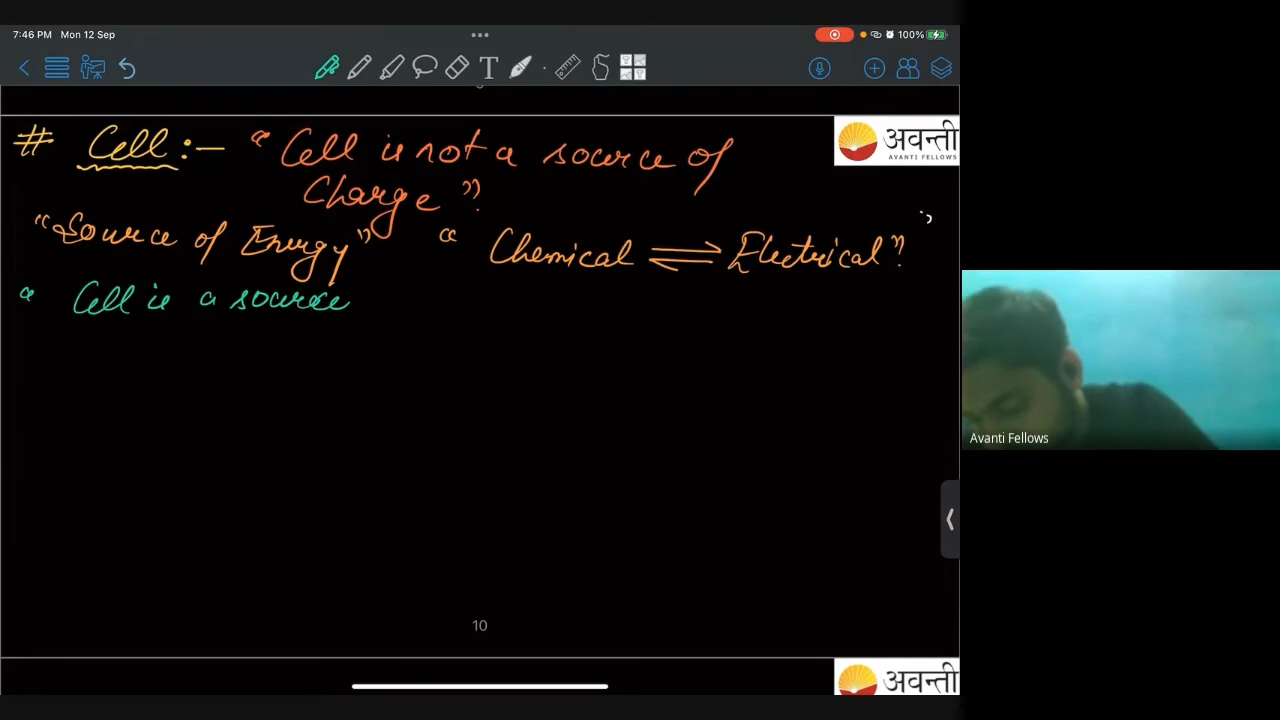 7:46 PM Mon 12 Sep
100%
T
# Cell :- "Cell is not a source of
Charge"
अवन्ती
AVANTI FELLOWS
"Source of Energy" "Chemical ⇌ Electrical"
" Cell is a source
Avanti Fellows
10
अवन्ती